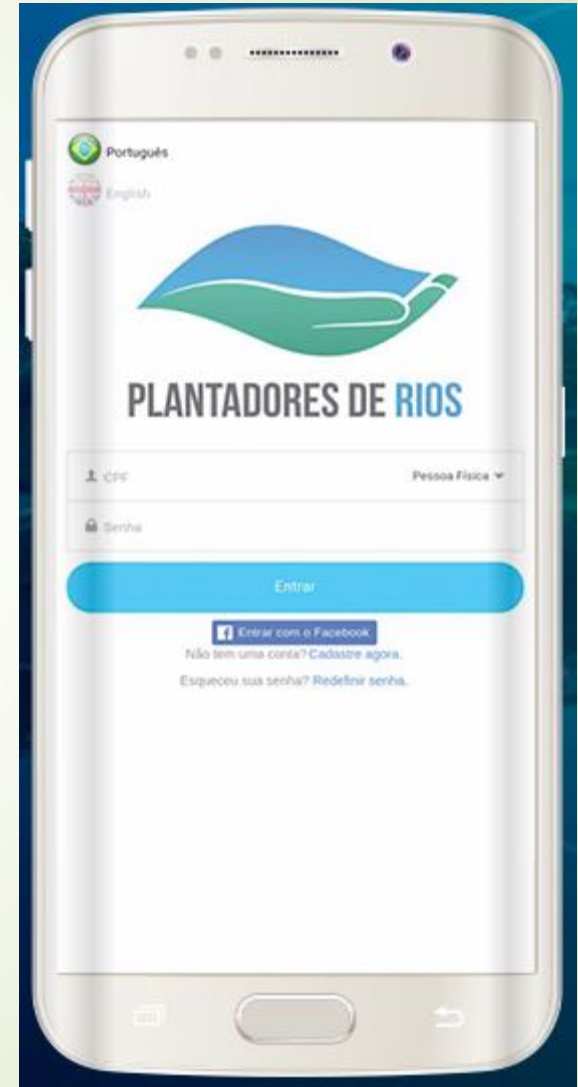 Português
English
PLANTADORES DE RIOS
CPF Pessoa Física
Senha
Entrar
Entrar com o Facebook
Não tem uma conta? Cadastre agora.
Esqueceu sua senha? Redefinir senha.